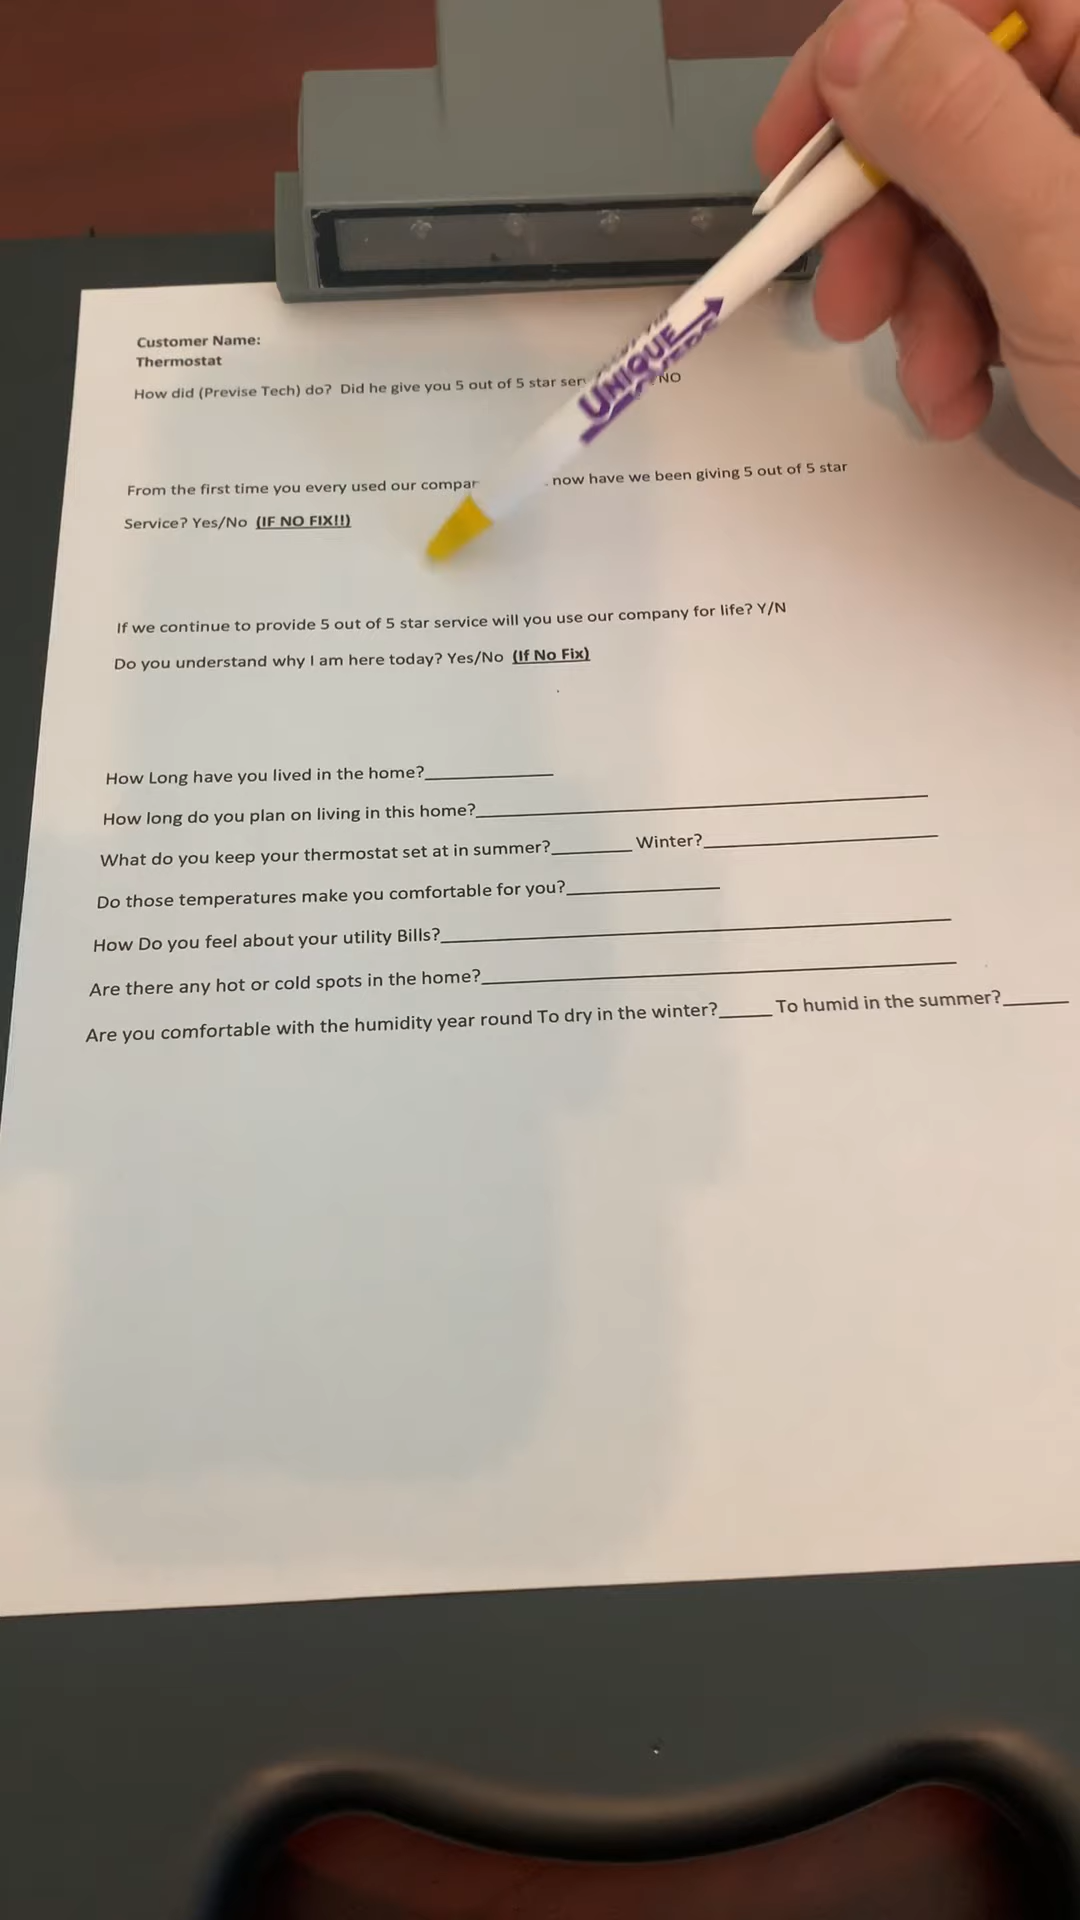 Customer Name:
Thermostat
How did (Previse Tech) do? Did he give you 5 out of 5 star ser NO
From the first time you every used our compar now have we been giving 5 out of 5 star
Service? Yes/No (IF NO FIX!!)
If we continue to provide 5 out of 5 star service will you use our company for life? Y/N
Do you understand why I am here today? Yes/No (If No Fix)
How Long have you lived in the home?
How long do you plan on living in this home?
What do you keep your thermostat set at in summer? Winter?
Do those temperatures make you comfortable for you?
How Do you feel about your utility Bills?
Are there any hot or cold spots in the home?
Are you comfortable with the humidity year round To dry in the winter? To humid in the summer?
UNIQUE